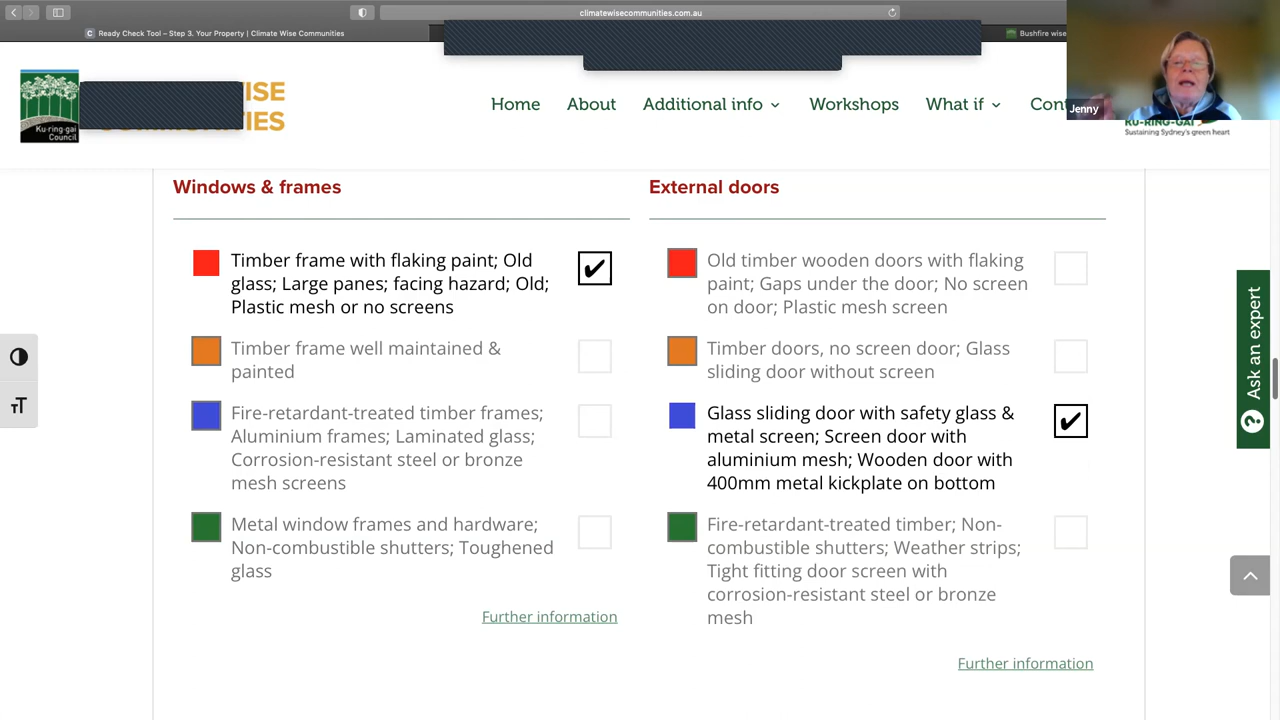 climatewisecommunities.com.au
Ready Check Tool – Step 3. Your Property | Climate Wise Communities
Bushfire wise
Ku-ring-gai
Council
ISE
COMMUNITIES
Home
About
Additional info
Workshops
What if
Jenny
KU-RING-GAI
Sustaining Sydney's green heart
Windows & frames
Timber frame with flaking paint; Old
glass; Large panes; facing hazard; Old;
Plastic mesh or no screens
✔
Timber frame well maintained &
painted
Fire-retardant-treated timber frames;
Aluminium frames; Laminated glass;
Corrosion-resistant steel or bronze
mesh screens
Metal window frames and hardware;
Non-combustible shutters; Toughened
glass
Further information
External doors
Old timber wooden doors with flaking
paint; Gaps under the door; No screen
on door; Plastic mesh screen
Timber doors, no screen door; Glass
sliding door without screen
Glass sliding door with safety glass &
metal screen; Screen door with
aluminium mesh; Wooden door with
400mm metal kickplate on bottom
✔
Fire-retardant-treated timber; Non-
combustible shutters; Weather strips;
Tight fitting door screen with
corrosion-resistant steel or bronze
mesh
Further information
TT
Ask an expert
?